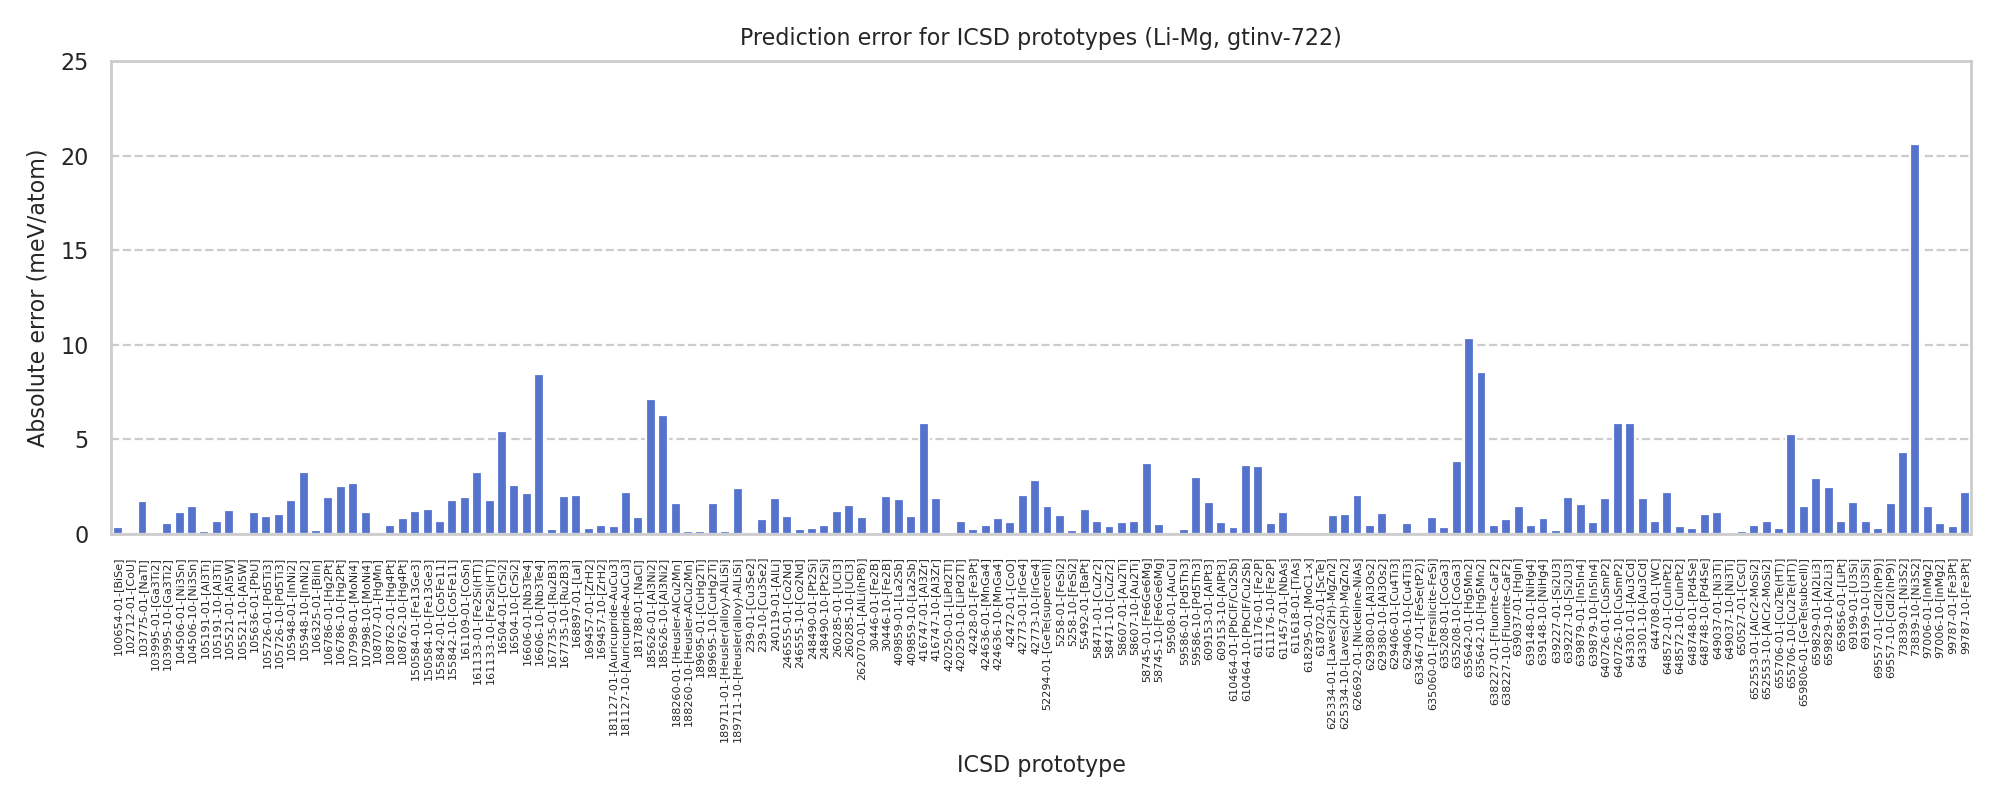 Prediction error for ICSD prototypes (Li-Mg, gtinv-722)
Absolute error (meV/atom)
25
20
15
10
5
0
100654-01-[BiSe]
102712-01-[CoU]
103775-01-[NaTl]
103995-01-[Ga3Ti2]
103995-10-[Ga3Ti2]
104506-01-[Ni3Sn]
104506-10-[Ni3Sn]
105191-01-[Al3Ti]
105191-10-[Al3Ti]
105521-01-[Al5W]
105521-10-[Al5W]
105636-01-[PbU]
105726-01-[Pd5Ti3]
105726-10-[Pd5Ti3]
105948-01-[InNi2]
105948-10-[InNi2]
106325-01-[BiIn]
106786-01-[Hg2Pt]
106786-10-[Hg2Pt]
107998-01-[MoNi4]
107998-10-[MoNi4]
108707-01-[HgMn]
108762-01-[Hg4Pt]
108762-10-[Hg4Pt]
150584-01-[Fe13Ge3]
150584-10-[Fe13Ge3]
155842-01-[Co5Fe11]
155842-10-[Co5Fe11]
161109-01-[CoSn]
161133-01-[Fe2Si(HT)]
161133-10-[Fe2Si(HT)]
16504-01-[CrSi2]
16504-10-[CrSi2]
16606-01-[Nb3Te4]
16606-10-[Nb3Te4]
167735-01-[Ru2B3]
167735-10-[Ru2B3]
168897-01-[LaI]
169457-01-[ZrH2]
169457-10-[ZrH2]
181127-01-[Auricupride-AuCu3]
181127-10-[Auricupride-AuCu3]
181788-01-[NaCl]
185626-01-[Al3Ni2]
185626-10-[Al3Ni2]
188260-01-[Heusler-AlCu2Mn]
188260-10-[Heusler-AlCu2Mn]
189695-01-[CuHg2Ti]
189695-10-[CuHg2Ti]
189711-01-[Heusler(alloy)-AlLiSi]
189711-10-[Heusler(alloy)-AlLiSi]
239-01-[Cu3Se2]
239-10-[Cu3Se2]
240119-01-[AlLi]
246555-01-[Co2Nd]
246555-10-[Co2Nd]
248490-01-[Pt2Si]
248490-10-[Pt2Si]
260285-01-[UCl3]
260285-10-[UCl3]
262070-01-[AlLi(hP8)]
30446-01-[Fe2B]
30446-10-[Fe2B]
409859-01-[La2Sb]
409859-10-[La2Sb]
416747-01-[Al3Zr]
416747-10-[Al3Zr]
420250-01-[LiPd2Tl]
420250-10-[LiPd2Tl]
42428-01-[Fe3Pt]
424636-01-[MnGa4]
424636-10-[MnGa4]
42472-01-[CoO]
42773-01-[IrGe4]
42773-10-[IrGe4]
52294-01-[GeTe(supercell)]
5258-01-[FeSi2]
5258-10-[FeSi2]
55492-01-[BaPt]
58471-01-[CuZr2]
58471-10-[CuZr2]
58607-01-[Au2Ti]
58607-10-[Au2Ti]
58745-01-[Fe6Ge6Mg]
58745-10-[Fe6Ge6Mg]
59508-01-[AuCu]
59586-01-[Pd5Th3]
59586-10-[Pd5Th3]
609153-01-[AlPt3]
609153-10-[AlPt3]
610464-01-[PbClF/Cu2Sb]
610464-10-[PbClF/Cu2Sb]
611176-01-[Fe2P]
611176-10-[Fe2P]
611457-01-[NbAs]
611618-01-[TiAs]
618295-01-[MoC1-x]
618702-01-[ScTe]
625334-01-[Laves(2H)-MgZn2]
625334-10-[Laves(2H)-MgZn2]
626692-01-[Nickeline-NiAs]
629380-01-[Al3Os2]
629380-10-[Al3Os2]
629406-01-[Cu4Ti3]
629406-10-[Cu4Ti3]
633467-01-[FeSe(tP2)]
635060-01-[Fersilicite-FeSi]
635208-01-[CoGa3]
635208-10-[CoGa3]
635642-01-[Hg5Mn2]
635642-10-[Hg5Mn2]
638227-01-[Fluorite-CaF2]
638227-10-[Fluorite-CaF2]
639037-01-[HgIn]
639148-01-[NiHg4]
639148-10-[NiHg4]
639227-01-[Si2U3]
639227-10-[Si2U3]
639879-01-[In5In4]
639879-10-[In5In4]
640726-01-[CuSmP2]
640726-10-[CuSmP2]
643301-01-[Au3Cd]
643301-10-[Au3Cd]
644708-01-[WC]
648572-01-[CuInPt2]
648572-10-[CuInPt2]
648748-01-[Pd4Se]
648748-10-[Pd4Se]
649037-01-[Ni3Ti]
649037-10-[Ni3Ti]
650527-01-[CsCl]
652553-01-[AlCr2-MoSi2]
652553-10-[AlCr2-MoSi2]
655706-01-[Cu2Te(HT)]
655706-10-[Cu2Te(HT)]
659806-01-[GeTe(subcell)]
659829-01-[Al2Li3]
659829-10-[Al2Li3]
659856-01-[LiPt]
69199-01-[U3Si]
69199-10-[U3Si]
69557-01-[CdI2(hP9)]
69557-10-[CdI2(hP9)]
73839-01-[Ni3S2]
73839-10-[Ni3S2]
97006-01-[InMg2]
97006-10-[InMg2]
99787-01-[Fe3Pt]
99787-10-[Fe3Pt]
ICSD prototype